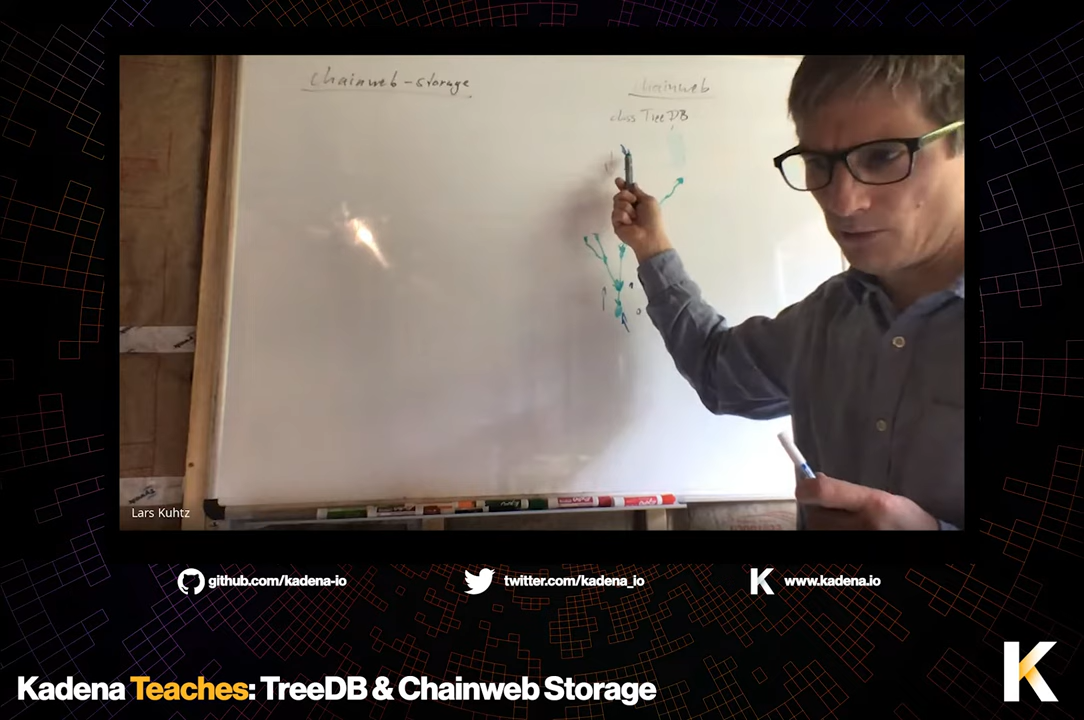 Chainweb-storage
Chainweb
class TreeDB
Lars Kuhtz
github.com/kadena-io
twitter.com/kadena_io
K www.kadena.io
Kadena Teaches: TreeDB & Chainweb Storage
K